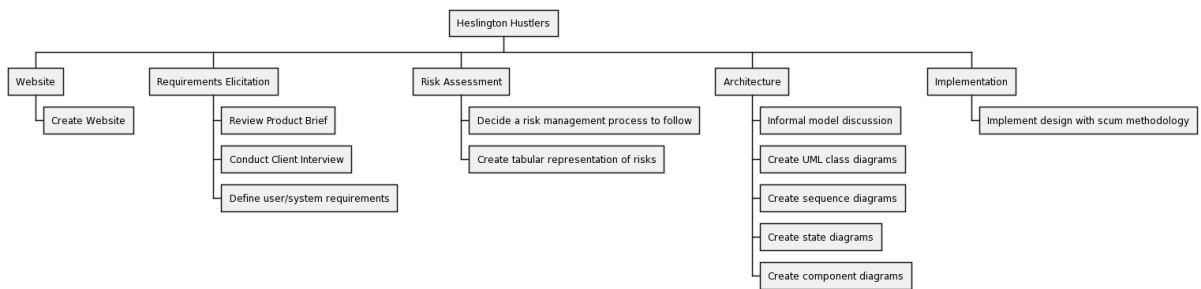 Heslington Hustlers
Website
Requirements Elicitation
Risk Assessment
Architecture
Implementation
Create Website
Review Product Brief
Decide a risk management process to follow
Informal model discussion
Implement design with scum methodology
Conduct Client Interview
Create tabular representation of risks
Create UML class diagrams
Define user/system requirements
Create sequence diagrams
Create state diagrams
Create component diagrams